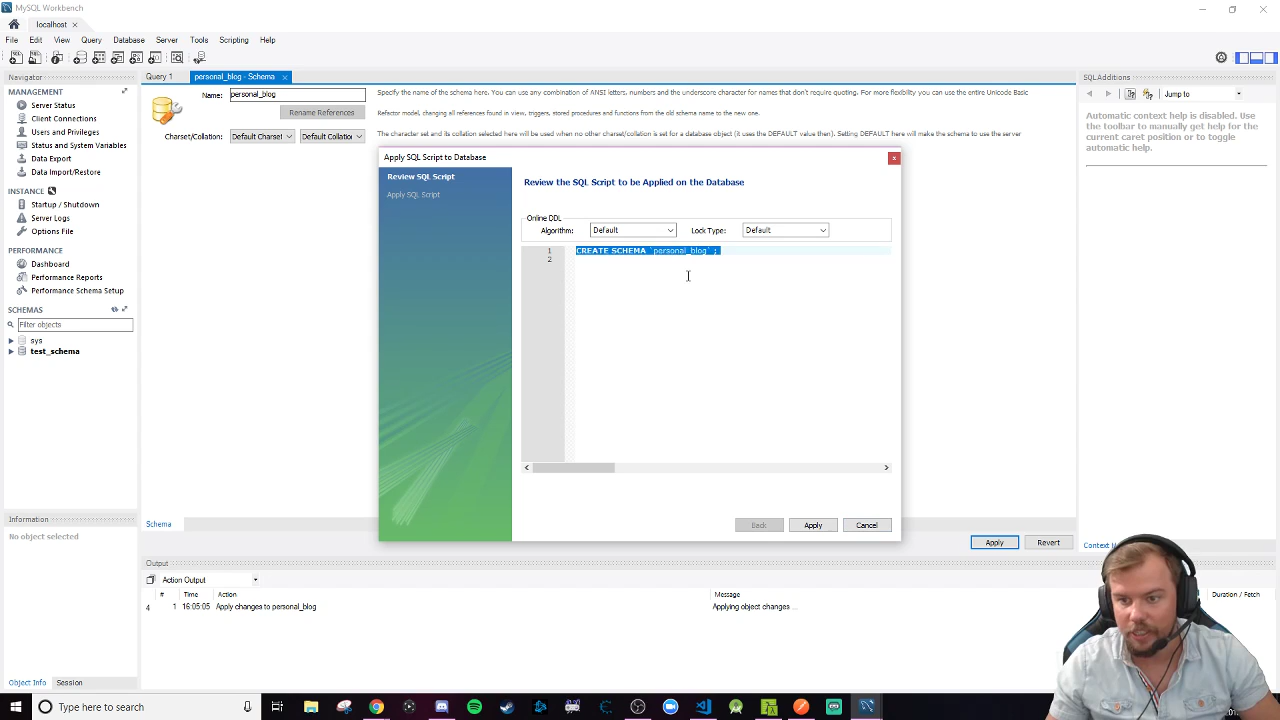 MySQL Workbench
localhost
File Edit View Query Database Server Tools Scripting Help
Navigator
MANAGEMENT
Server Status
Client Connections
Users and Privileges
Status and System Variables
Data Export
Data Import/Restore
INSTANCE
Startup / Shutdown
Server Logs
Options File
PERFORMANCE
Dashboard
Performance Reports
Performance Schema Setup
SCHEMAS
Filter objects
sys
test_schema
Information
No object selected
Object Info Session
Query 1 personal_blog - Schema
Name: personal_blog
Specify the name of the schema here. You can use any combination of ANSI letters, numbers and the underscore character for names that don't require quoting. For more flexibility you can use the entire Unicode Basic
Rename References
Refactor model, changing all references found in view, triggers, stored procedures and functions from the old schema name to the new one.
Charset/Collation: Default Charset Default Collation
The character set and its collation selected here will be used when no other charset/collation is set for a database object (it uses the DEFAULT value then). Setting DEFAULT here will make the schema to use the server
Apply SQL Script to Database
Review SQL Script
Apply SQL Script
Review the SQL Script to be Applied on the Database
Online DDL
Algorithm: Default Lock Type: Default
1 CREATE SCHEMA `personal_blog` ;
2
Back Apply Cancel
Schema
Apply Revert
Output
Action Output
# Time Action Message Duration / Fetch
4 1 16:05:05 Apply changes to personal_blog Applying object changes ...
SQLAdditions
Jump to
Automatic context help is disabled. Use
the toolbar to manually get help for the
current caret position or to toggle
automatic help.
Type here to search